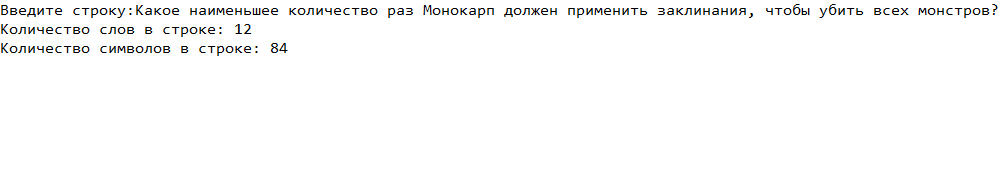 Введите строку:Какое наименьшее количество раз Монокарп должен применить заклинания, чтобы убить всех монстров?
Количество слов в строке: 12
Количество символов в строке: 84